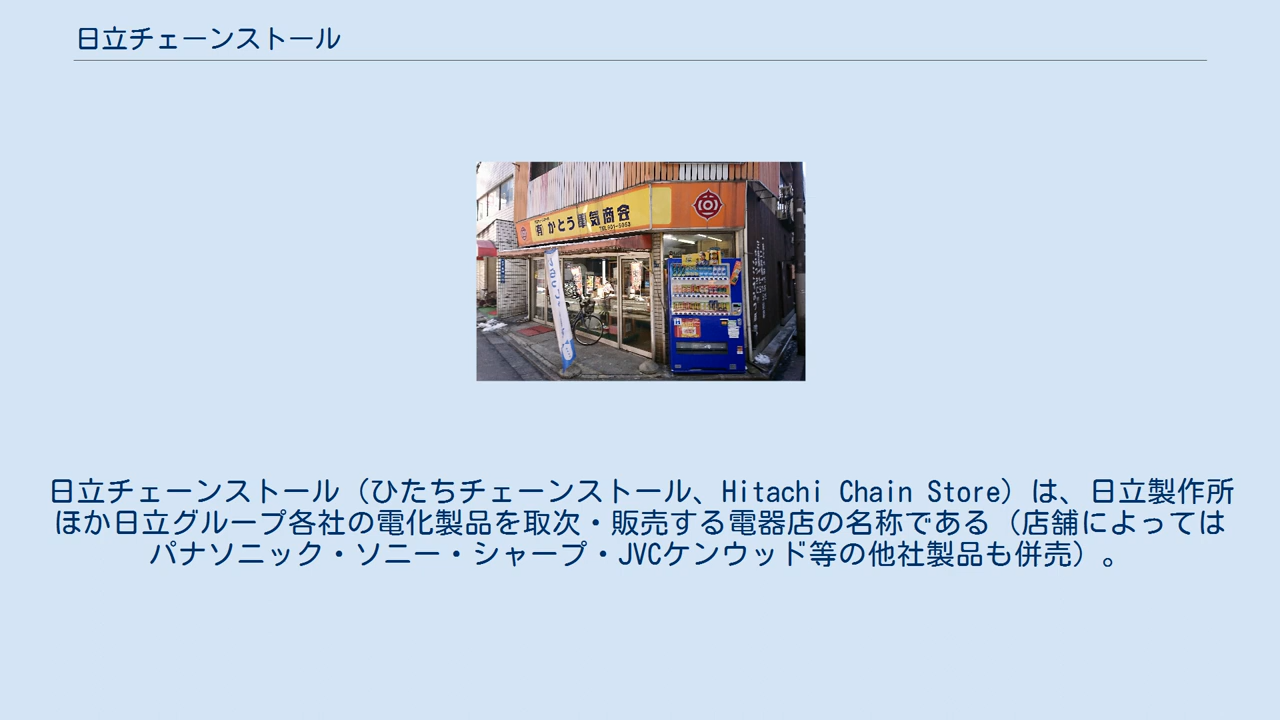 日立チェーンストール
(有)かとう電気商会
日立チェーンストール（ひたちチェーンストール、Hitachi Chain Store）は、日立製作所
ほか日立グループ各社の電化製品を取次・販売する電器店の名称である（店舗によっては
パナソニック・ソニー・シャープ・JVCケンウッド等の他社製品も併売）。